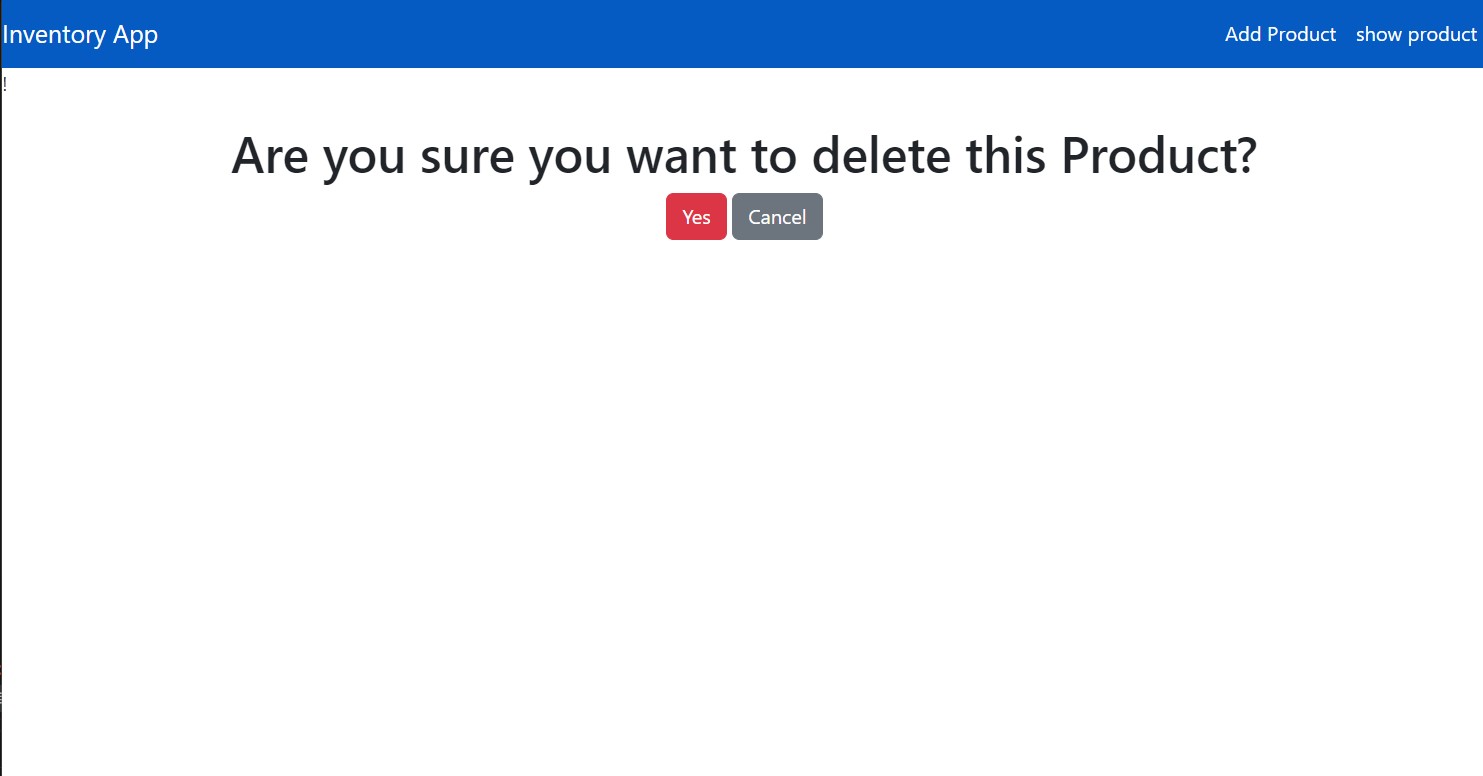 Inventory App
Add Product show product
!
Are you sure you want to delete this Product?
Yes Cancel